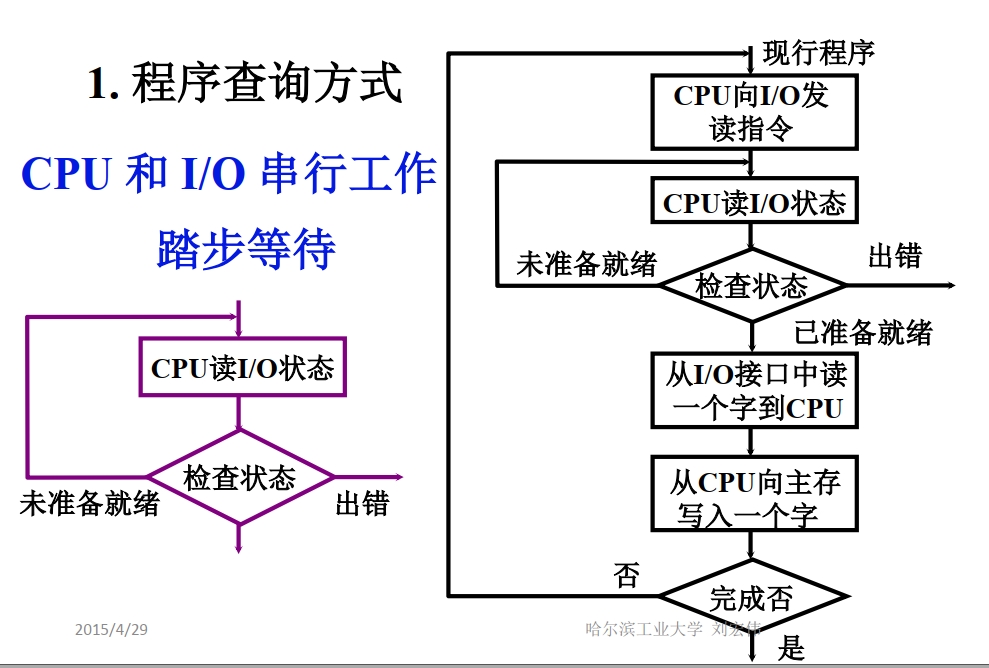 1. 程序查询方式
CPU 和 I/O 串行工作
踏步等待
CPU读I/O状态
检查状态
未准备就绪
出错
现行程序
CPU向I/O发
读指令
CPU读I/O状态
未准备就绪
检查状态
出错
已准备就绪
从I/O接口中读
一个字到CPU
从CPU向主存
写入一个字
否
完成否
是
2015/4/29
哈尔滨工业大学 刘宏伟